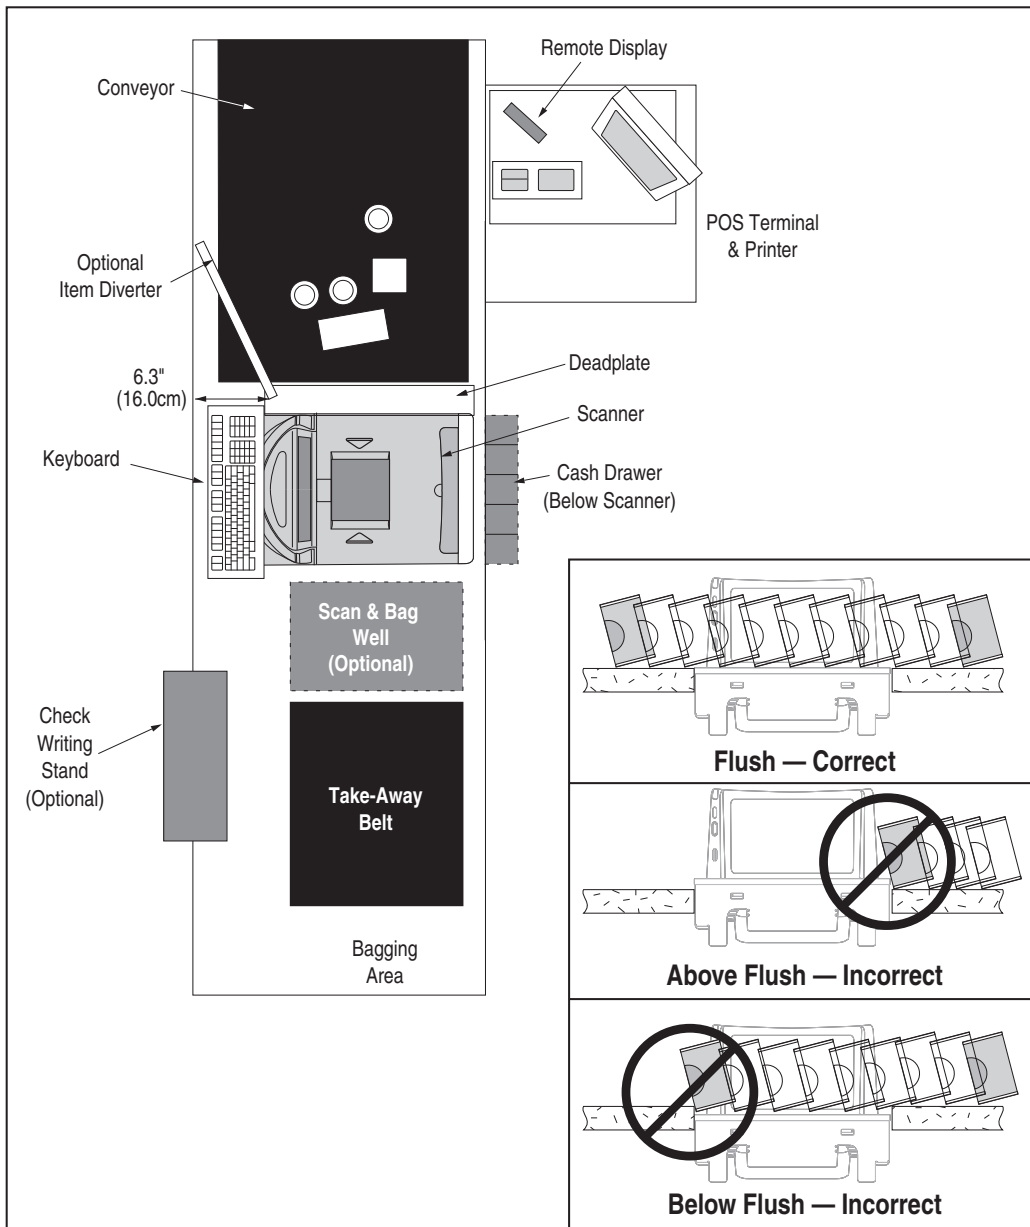 Remote Display
Conveyor
POS Terminal
& Printer
Optional
Item Diverter
6.3"
(16.0cm)
Deadplate
Scanner
Keyboard
Cash Drawer
(Below Scanner)
Scan & Bag
Well
(Optional)
Check
Writing
Stand
(Optional)
Take-Away
Belt
Bagging
Area
Flush — Correct
Above Flush — Incorrect
Below Flush — Incorrect